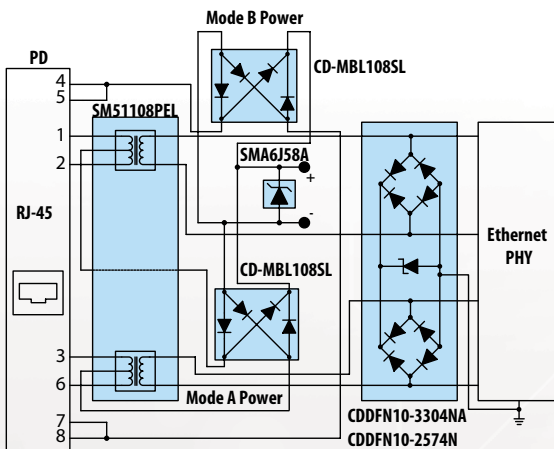 Mode B Power
PD
CD-MBL108SL
4
5
SM51108PEL
1
SMA6J58A
2
+
-
RJ-45
Ethernet
PHY
CD-MBL108SL
3
6
Mode A Power
CDDFN10-3304NA
7
8
CDDFN10-2574N